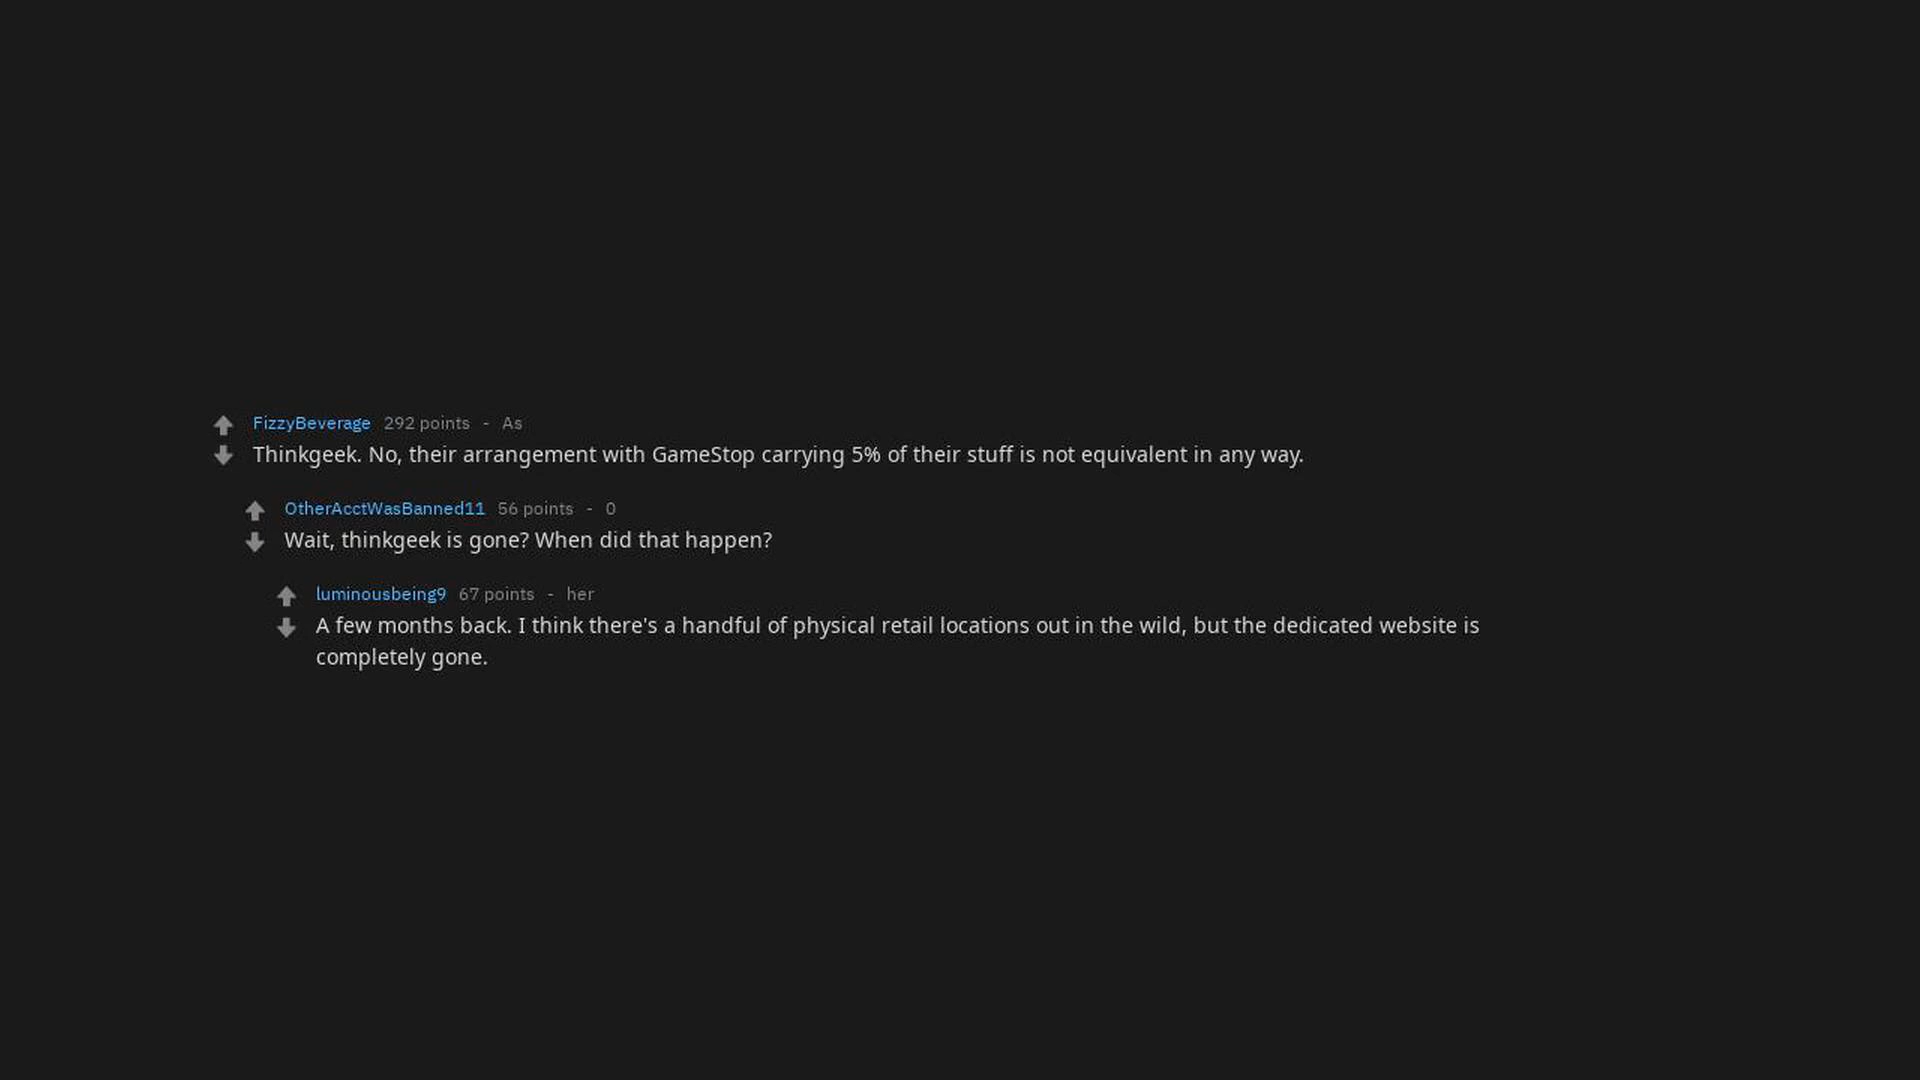 FizzyBeverage 292 points - As
Thinkgeek. No, their arrangement with GameStop carrying 5% of their stuff is not equivalent in any way.
OtherAcctWasBanned11 56 points - 0
Wait, thinkgeek is gone? When did that happen?
luminousbeing9 67 points - her
A few months back. I think there's a handful of physical retail locations out in the wild, but the dedicated website is
completely gone.